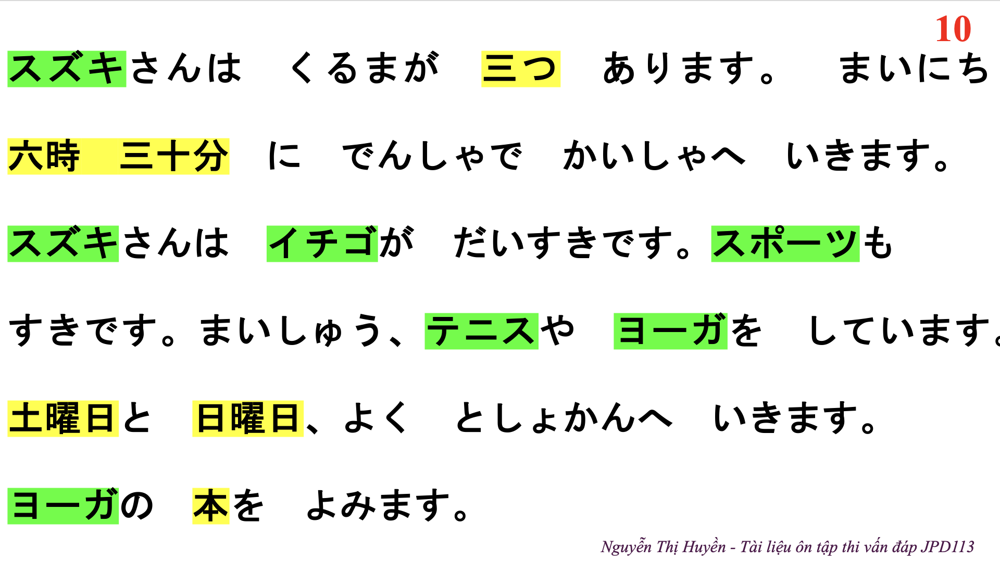 10
スズキさんは　くるまが　三つ　あります。　まいにち
六時　三十分　に　でんしゃで　かいしゃへ　いきます。
スズキさんは　イチゴが　だいすきです。スポーツも
すきです。まいしゅう、テニスや　ヨーガを　しています。
土曜日と　日曜日、よく　としょかんへ　いきます。
ヨーガの　本を　よみます。
Nguyễn Thị Huyền - Tài liệu ôn tập thi vấn đáp JPD113